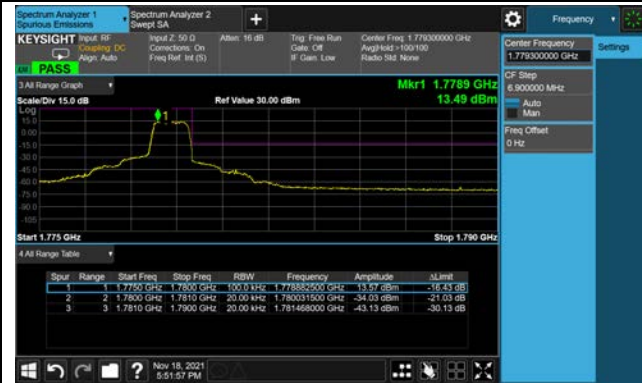 Spectrum Analyzer 1
Spurious Emissions
Spectrum Analyzer 2
Swept SA
+
Frequency
KEYSIGHT
Input: RF
Coupling: DC
Align: Auto
Input Z: 50 Ω
Corrections: On
Freq Ref: Int (S)
Atten: 16 dB
Trig: Free Run
Gate: Off
IF Gain: Low
Center Freq: 1.779300000 GHz
Avg|Hold:>100/100
Radio Std: None
PASS
Center Frequency
1.779300000 GHz
Settings
CF Step
6.900000 MHz
Auto
Man
Freq Offset
0 Hz
3 All Range Graph
Mkr1 1.7789 GHz
13.49 dBm
Scale/Div 15.0 dB
Ref Value 30.00 dBm
Log
15.0
0.00
-15.0
-30.0
-45.0
-60.0
-75.0
-90.0
-105
1
Start 1.775 GHz
Stop 1.790 GHz
4 All Range Table
Spur Range Start Freq Stop Freq RBW Frequency Amplitude ΔLimit
1 1 1.7750 GHz 1.7800 GHz 100.0 kHz 1.778882500 GHz 13.57 dBm -16.43 dB
2 2 1.7800 GHz 1.7810 GHz 20.00 kHz 1.780031500 GHz -34.03 dBm -21.03 dB
3 3 1.7810 GHz 1.7900 GHz 20.00 kHz 1.781468000 GHz -43.13 dBm -30.13 dB
?
Nov 18, 2021
5:51:57 PM